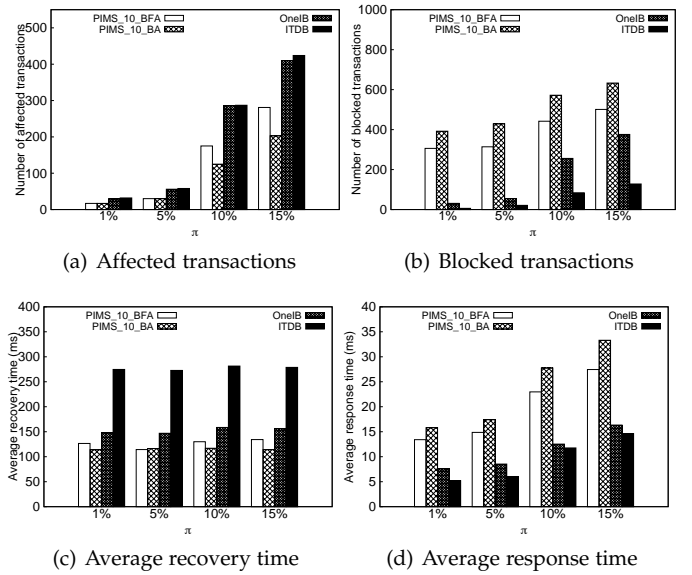 PIMS_10_BFA
PIMS_10_BA
OneIB
ITDB
Number of affected transactions
500
400
300
200
100
0
1% 5% 10% 15%
π
(a) Affected transactions
PIMS_10_BFA
PIMS_10_BA
OneIB
ITDB
Number of blocked transactions
1000
800
600
400
200
0
1% 5% 10% 15%
π
(b) Blocked transactions
PIMS_10_BFA
PIMS_10_BA
OneIB
ITDB
Average recovery time (ms)
400
350
300
250
200
150
100
50
0
1% 5% 10% 15%
π
(c) Average recovery time
PIMS_10_BFA
PIMS_10_BA
OneIB
ITDB
Average response time (ms)
40
35
30
25
20
15
10
5
0
1% 5% 10% 15%
π
(d) Average response time